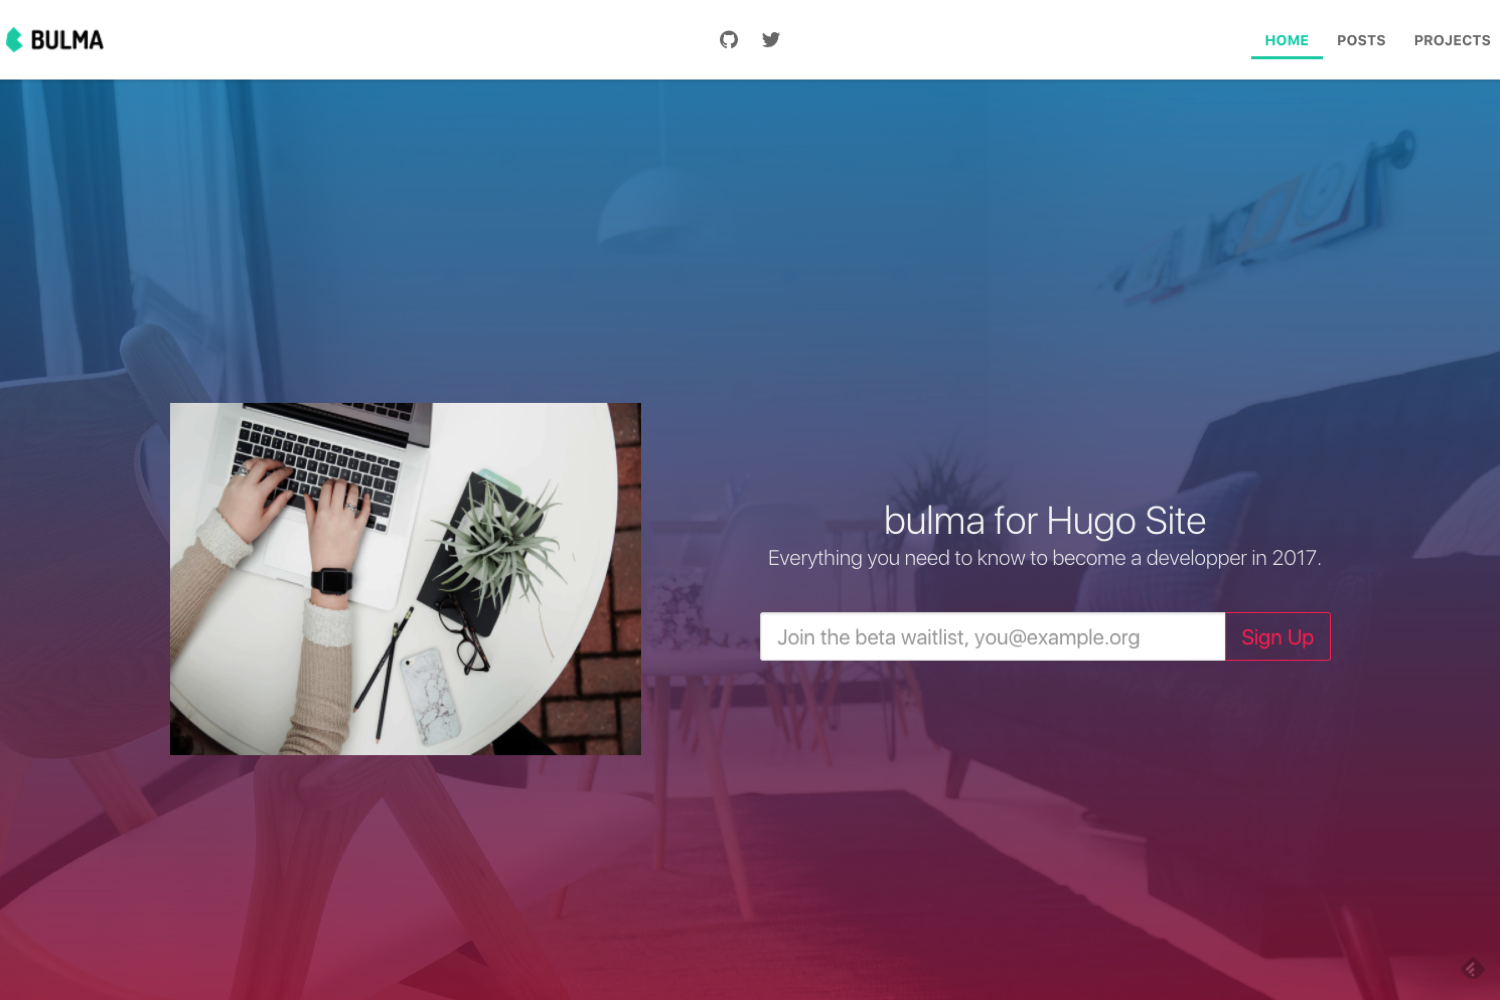 BULMA
HOME POSTS PROJECTS
bulma for Hugo Site
Everything you need to know to become a developper in 2017.
Join the beta waitlist, you@example.org Sign Up